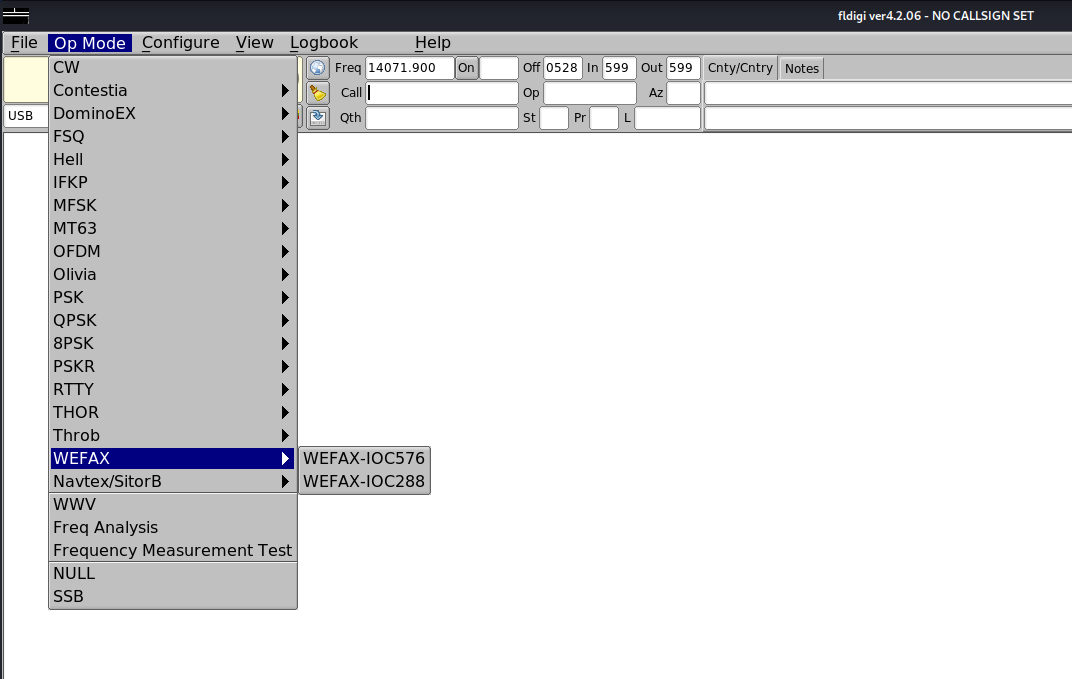 fldigi ver4.2.06 - NO CALLSIGN SET
File Op Mode Configure View Logbook Help
Freq 14071.900 On Off 0528 In 599 Out 599 Cnty/Cntry Notes
Call Op Az
USB Qth St Pr L
CW
Contestia
DominoEX
FSQ
Hell
IFKP
MFSK
MT63
OFDM
Olivia
PSK
QPSK
8PSK
PSKR
RTTY
THOR
Throb
WEFAX WEFAX-IOC576
Navtex/SitorB WEFAX-IOC288
WWV
Freq Analysis
Frequency Measurement Test
NULL
SSB